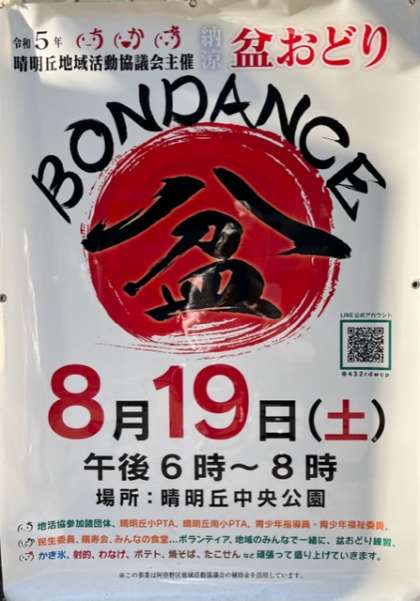 令和5年
晴明丘地域活動協議会主催
納涼
盆おどり
BONDANCE
盆
LINE公式アカウント
@432rdwcp
8月19日(土)
午後6時～8時
場所:晴明丘中央公園
地活協参加諸団体、晴明丘小PTA、晴明丘南小PTA、青少年指導員・青少年福祉委員、
民生委員、晴寿会、みんなの食堂…ボランティア、地域のみんなで一緒に、盆おどり練習、
かき氷、射的、わなげ、ポテト、焼そば、たこせん など頑張って盛り上げていきます。
※この事業は阿倍野区地域活動協議会の補助金を活用しています。